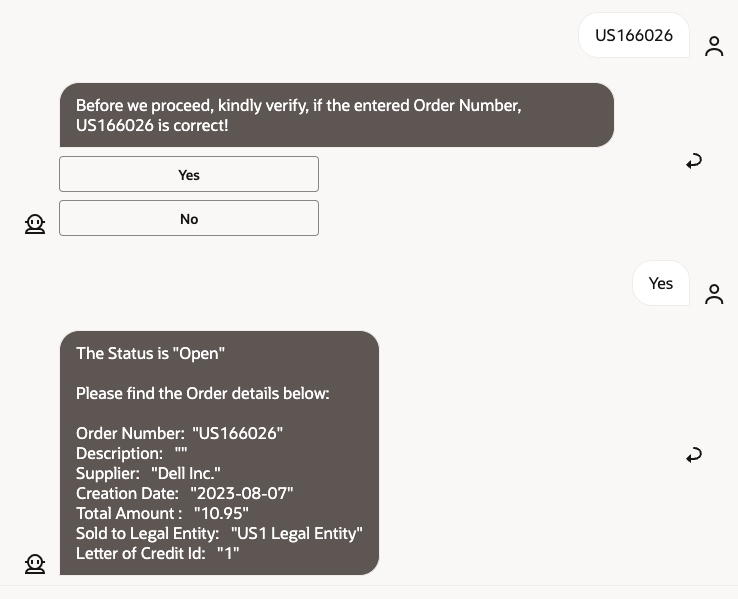 US166026
Before we proceed, kindly verify, if the entered Order Number,
US166026 is correct!
Yes
No
Yes
The Status is "Open"
Please find the Order details below:
Order Number:  "US166026"
Description:   ""
Supplier:   "Dell Inc."
Creation Date:   "2023-08-07"
Total Amount :   "10.95"
Sold to Legal Entity:   "US1 Legal Entity"
Letter of Credit Id:   "1"